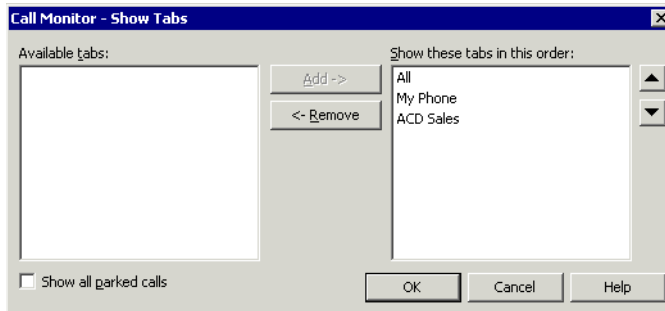 Call Monitor - Show Tabs
Available tabs:
Show these tabs in this order:
Add ->
<- Remove
All
My Phone
ACD Sales
Show all parked calls
OK
Cancel
Help